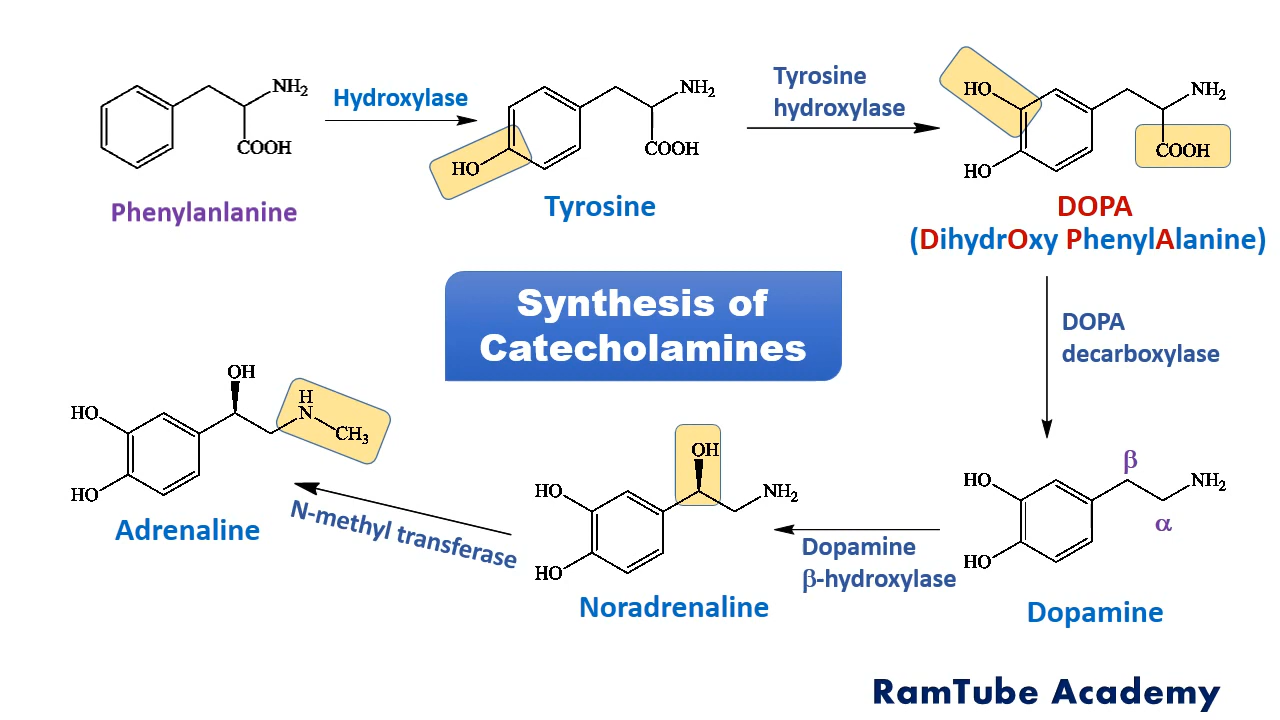 NH₂
COOH
Phenylanlanine
Hydroxylase
NH₂
COOH
HO
Tyrosine
Tyrosine
hydroxylase
HO
NH₂
COOH
HO
DOPA
(DihydrOxy PhenylAlanine)
Synthesis of
Catecholamines
DOPA
decarboxylase
β
HO
NH₂
α
HO
Dopamine
Dopamine
β-hydroxylase
OH
HO
NH₂
HO
Noradrenaline
N-methyl transferase
OH
H
N
CH₃
HO
HO
Adrenaline
RamTube Academy